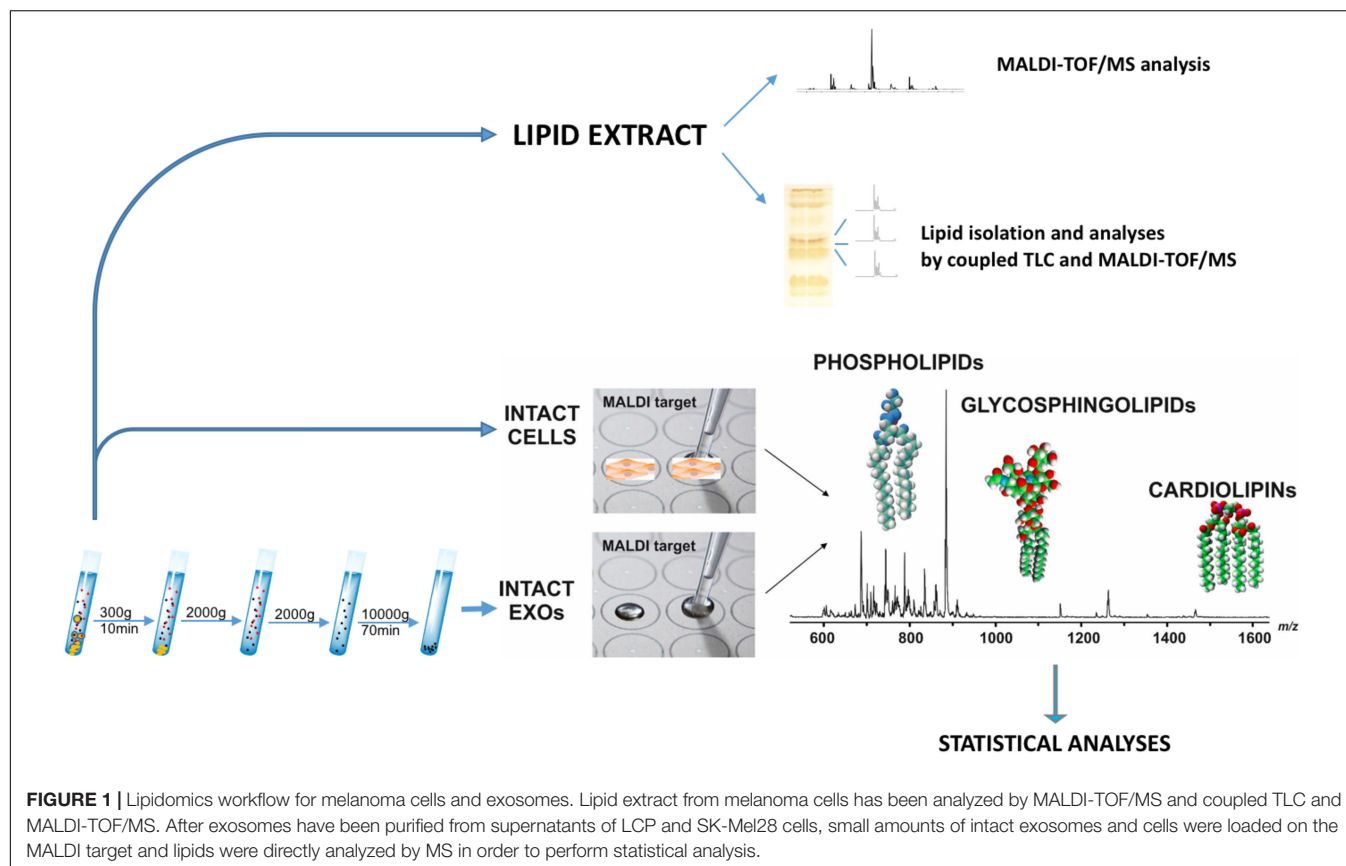 MALDI-TOF/MS analysis
LIPID EXTRACT
Lipid isolation and analyses
by coupled TLC and MALDI-TOF/MS
PHOSPHOLIPIDs
INTACT
CELLS
MALDI target
GLYCOSPHINGOLIPIDs
CARDIOLIPINs
INTACT
EXOs
MALDI target
300g
10min
2000g
2000g
10000g
70min
600 800 1000 1200 1400 1600 m/z
STATISTICAL ANALYSES
FIGURE 1 | Lipidomics workflow for melanoma cells and exosomes. Lipid extract from melanoma cells has been analyzed by MALDI-TOF/MS and coupled TLC and
MALDI-TOF/MS. After exosomes have been purified from supernatants of LCP and SK-Mel28 cells, small amounts of intact exosomes and cells were loaded on the
MALDI target and lipids were directly analyzed by MS in order to perform statistical analysis.